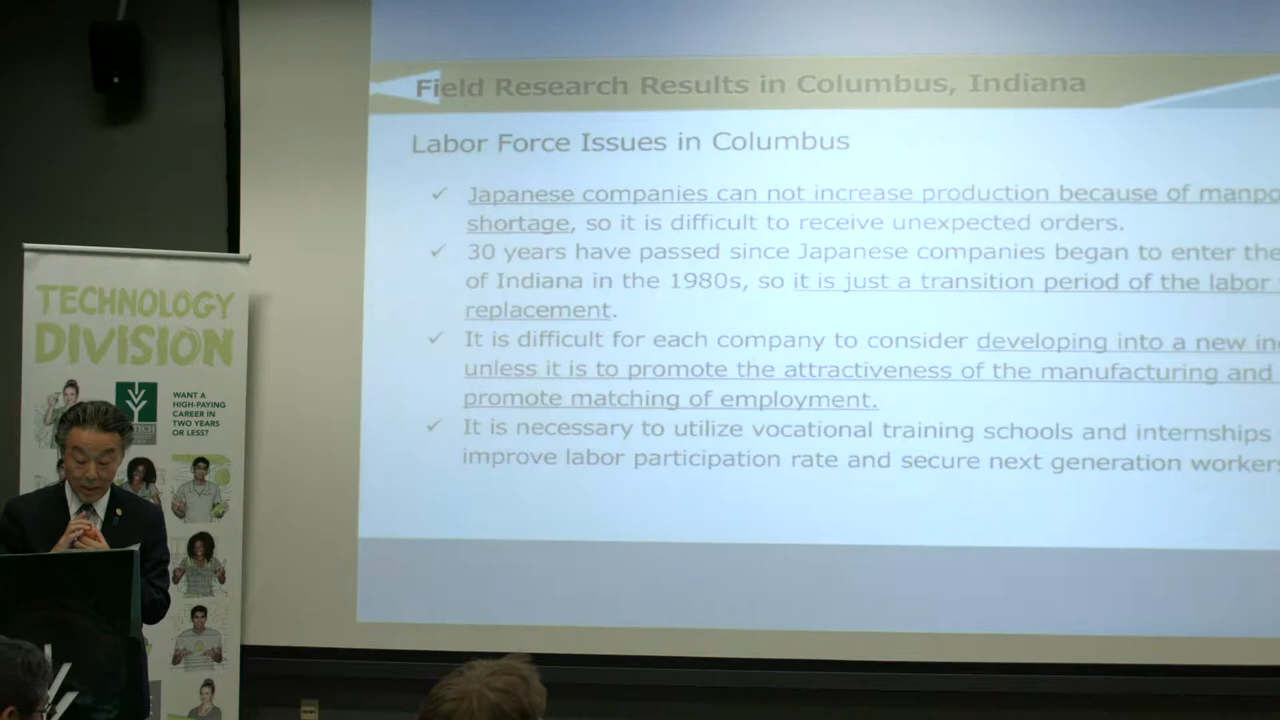 Field Research Results in Columbus, Indiana
Labor Force Issues in Columbus
✓ Japanese companies can not increase production because of manpo
shortage, so it is difficult to receive unexpected orders.
✓ 30 years have passed since Japanese companies began to enter the
of Indiana in the 1980s, so it is just a transition period of the labor
replacement.
✓ It is difficult for each company to consider developing into a new in
unless it is to promote the attractiveness of the manufacturing and
promote matching of employment.
✓ It is necessary to utilize vocational training schools and internships
improve labor participation rate and secure next generation workers
TECHNOLOGY
DIVISION
WANT A
HIGH-PAYING
CAREER IN
TWO YEARS
OR LESS?